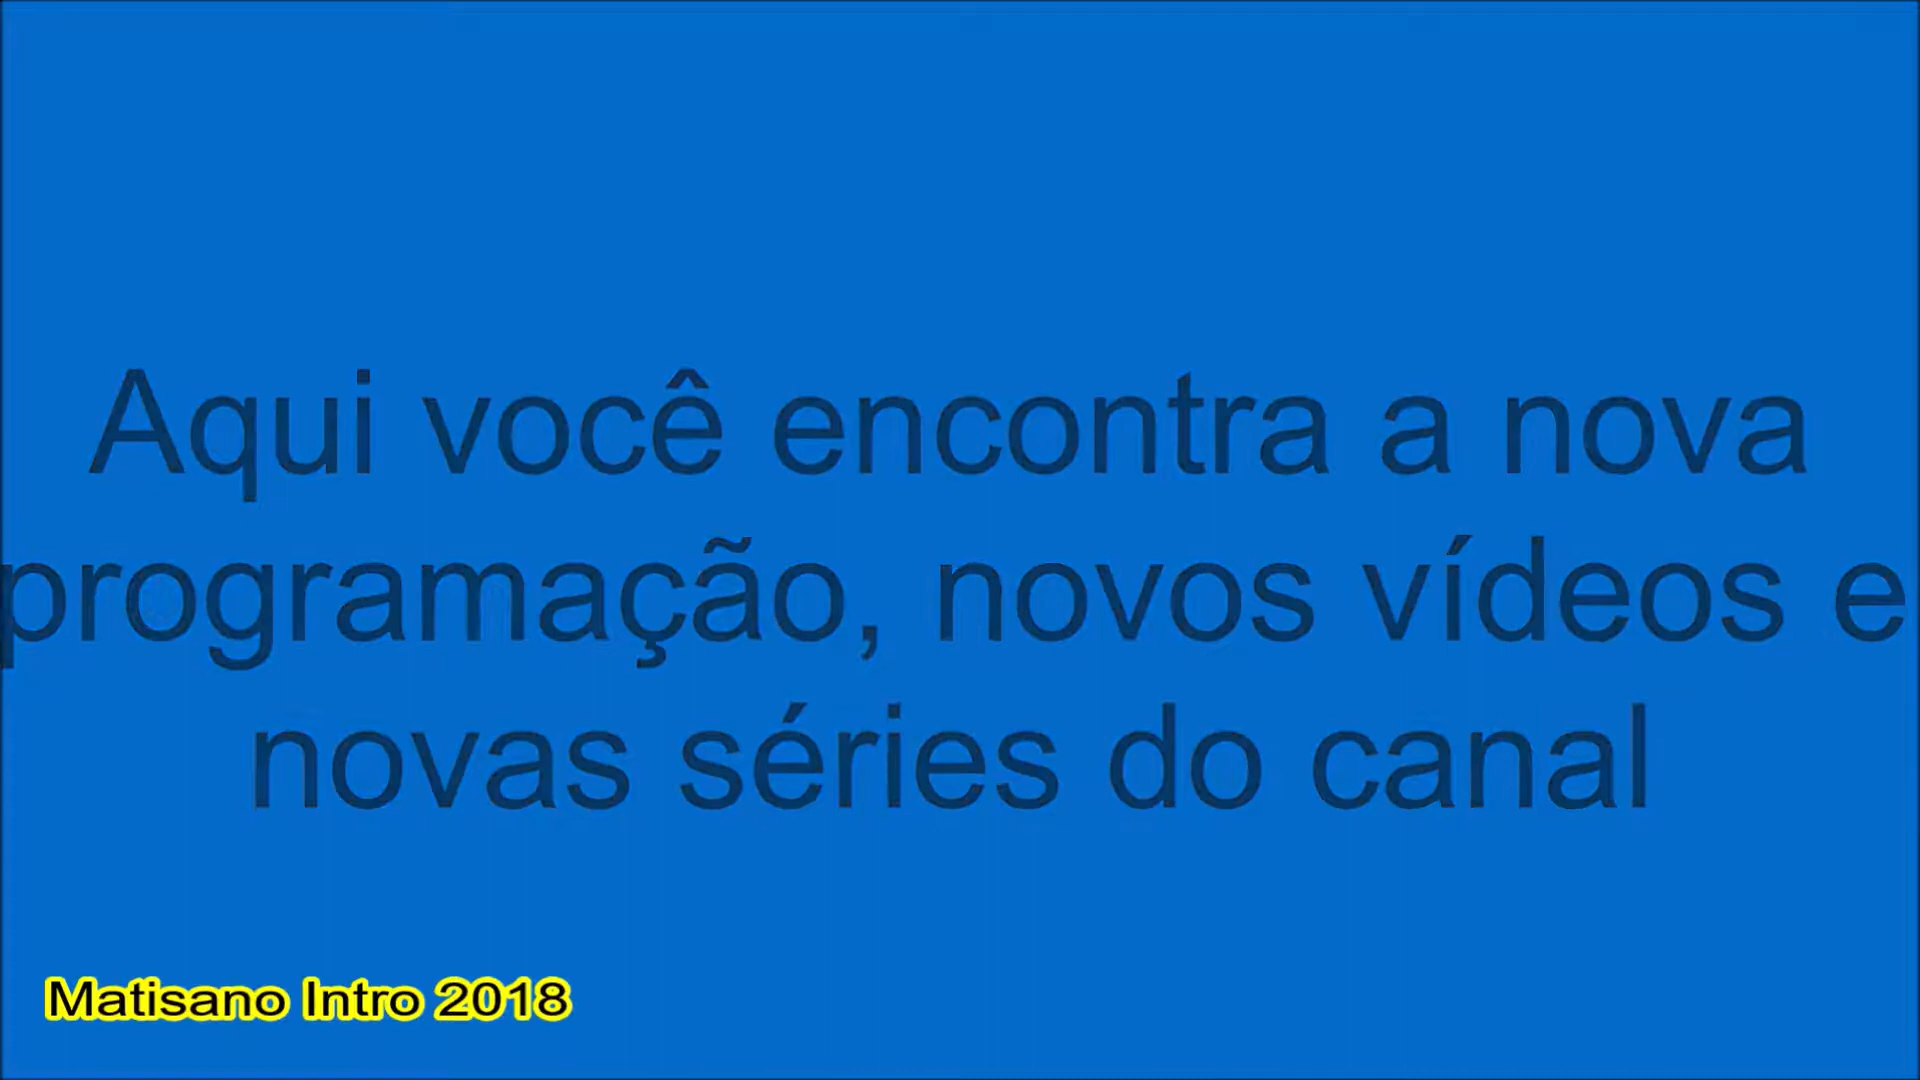 Aqui você encontra a nova
programação, novos vídeos e
novas séries do canal
Matisano Intro 2018